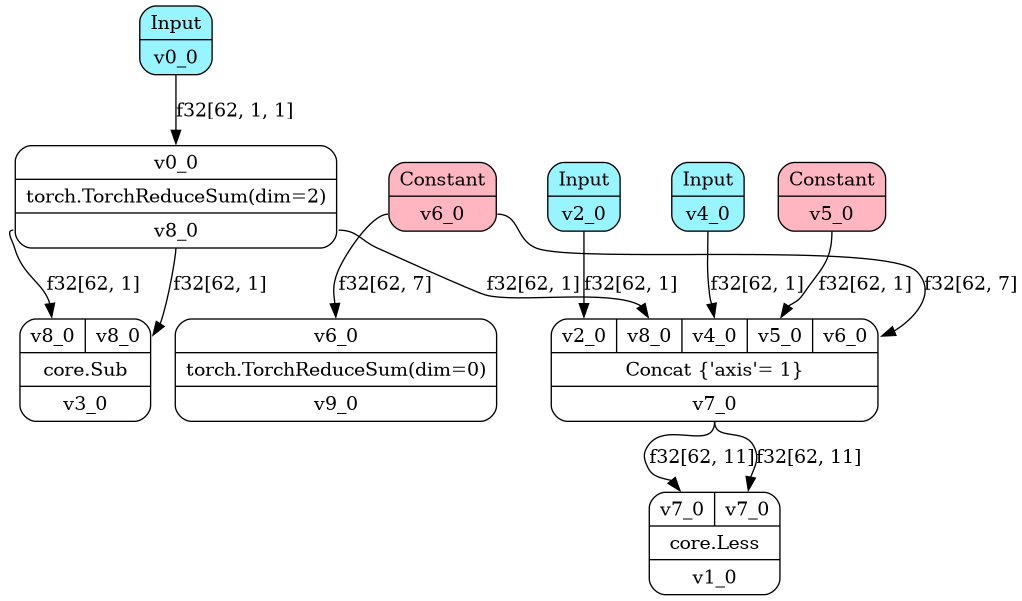 Input
v0_0
f32[62, 1, 1]
v0_0
torch.TorchReduceSum(dim=2)
v8_0
Constant
v6_0
Input
v2_0
Input
v4_0
Constant
v5_0
f32[62, 1]
f32[62, 1]
f32[62, 7]
f32[62, 1]
f32[62, 1]
f32[62, 1]
f32[62, 1]
f32[62, 7]
v8_0 v8_0
core.Sub
v3_0
v6_0
torch.TorchReduceSum(dim=0)
v9_0
v2_0 v8_0 v4_0 v5_0 v6_0
Concat {'axis'= 1}
v7_0
f32[62, 11]
f32[62, 11]
v7_0 v7_0
core.Less
v1_0